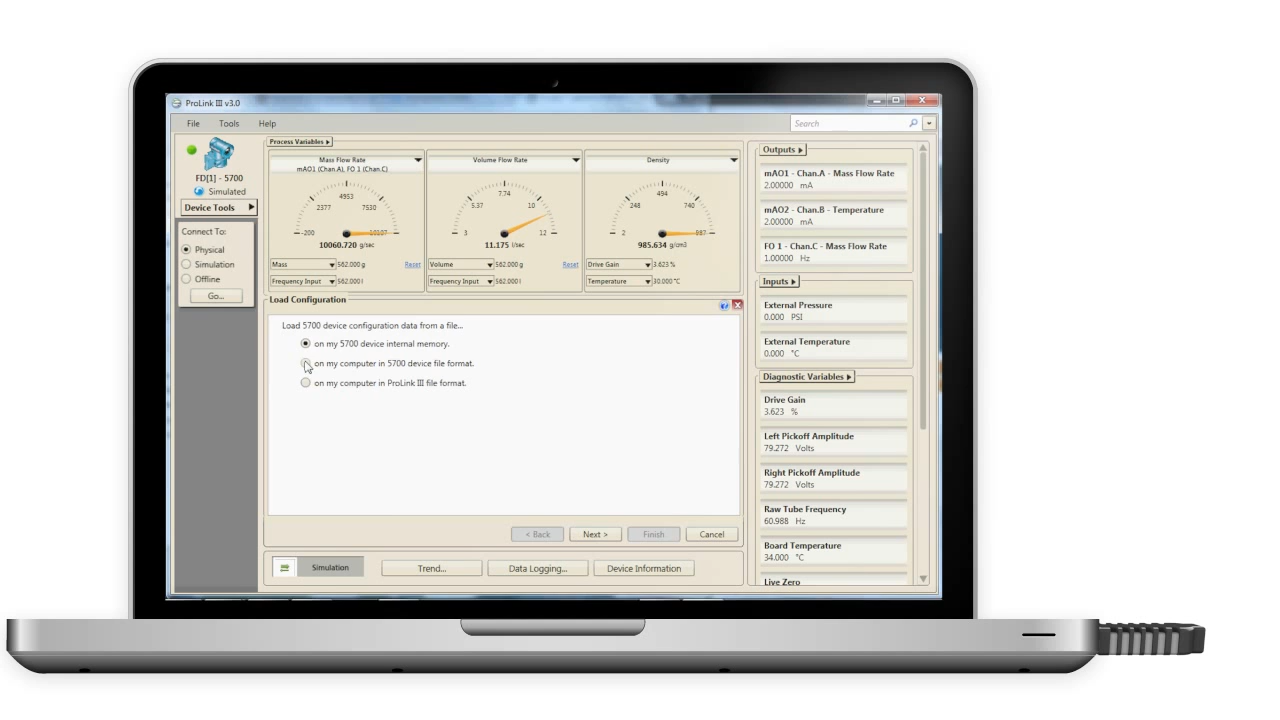 ProLink III v3.0
File Tools Help
Search
FD[1] - 5700
Simulated
Device Tools
Connect To:
Physical
Simulation
Offline
Go...
Process Variables
Mass Flow Rate
mAO1 (Chan.A), FO 1 (Chan.C)
4953
2377 7530
-200 10107
10060.720 g/sec
Mass 562.000 g Reset
Frequency Input 562.000 l
Volume Flow Rate
7.74
5.37 10
3 12
11.175 l/sec
Volume 562.000 g Reset
Frequency Input 562.000 l
Density
494
248 740
2 987
985.634 g/cm3
Drive Gain 3.623 %
Temperature 30.000 °C
Load Configuration
Load 5700 device configuration data from a file...
on my 5700 device internal memory.
on my computer in 5700 device file format.
on my computer in ProLink III file format.
< Back Next > Finish Cancel
Simulation Trend... Data Logging... Device Information
Outputs
mAO1 - Chan.A - Mass Flow Rate
2.00000 mA
mAO2 - Chan.B - Temperature
2.00000 mA
FO 1 - Chan.C - Mass Flow Rate
1.00000 Hz
Inputs
External Pressure
0.000 PSI
External Temperature
0.000 °C
Diagnostic Variables
Drive Gain
3.623 %
Left Pickoff Amplitude
79.272 Volts
Right Pickoff Amplitude
79.272 Volts
Raw Tube Frequency
60.988 Hz
Board Temperature
34.000 °C
Live Zero